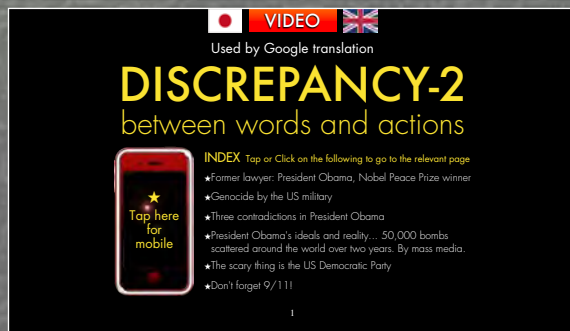 VIDEO
Used by Google translation
DISCREPANCY-2
between words and actions
INDEX Tap or Click on the following to go to the relevant page
★Former lawyer: President Obama, Nobel Peace Prize winner
★Genocide by the US military
★Three contradictions in President Obama
★President Obama's ideals and reality... 50,000 bombs
scattered around the world over two years. By mass media.
★The scary thing is the US Democratic Party
★Don't forget 9/11!
★
Tap here
for
mobile
1